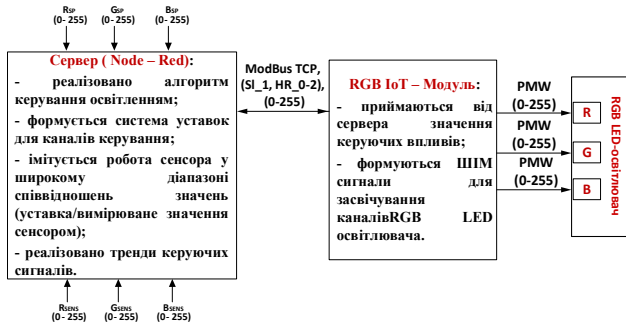 RSP GSP BSP
(0- 255) (0- 255) (0- 255)
Сервер ( Node – Red):
- реалізовано алгоритм
керування освітленням;
- формується система уставок
для каналів керування;
- імітується робота сенсора у
широкому діапазоні
співвідношень значень
(уставка/вимірюване значення
сенсором);
- реалізовано тренди керуючих
сигналів.
RSENS GSENS BSENS
(0- 255) (0- 255) (0- 255)
ModBus TCP,
(Sl_1, HR_0-2),
(0-255)
RGB IoT – Модуль:
- приймаються від
сервера значення
керуючих впливів;
- формуються ШІМ
сигнали для
засвічування
каналівRGB LED
освітлювача.
PMW
(0-255)
PMW
(0-255)
PMW
(0-255)
R
G
B
RGB LED-освітлювач